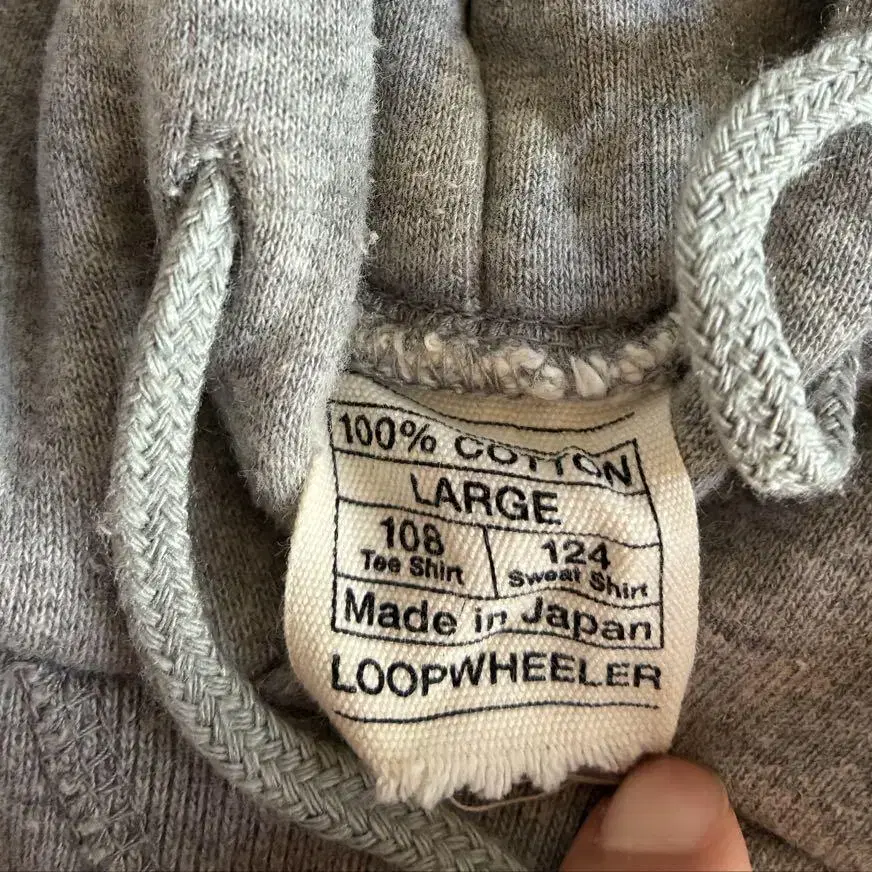 100% COTTON
LARGE
108 124
Tee Shirt Sweat Shirt
Made in Japan
LOOPWHEELER